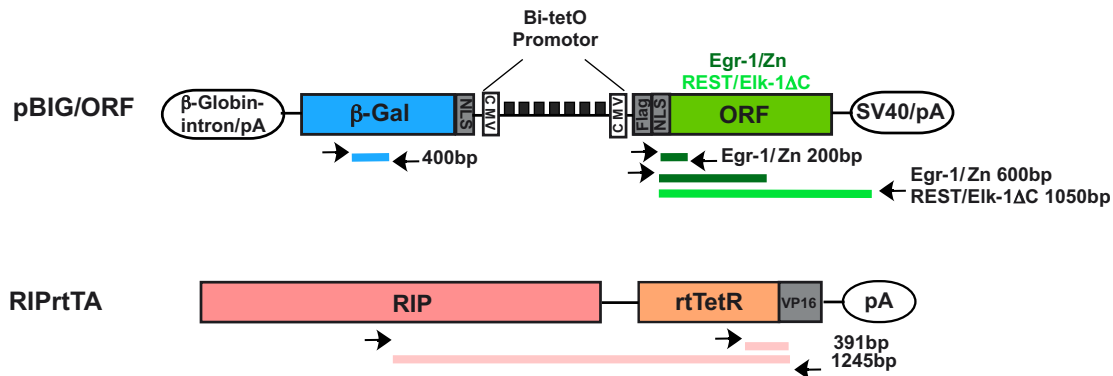 Bi-tetO
Promotor
Egr-1/Zn
REST/Elk-1ΔC
pBIG/ORF
β-Globin-
intron/pA
β-Gal
NLS
CMV
CMV
Flag
NLS
ORF
SV40/pA
400bp
Egr-1/Zn 200bp
Egr-1/Zn 600bp
REST/Elk-1ΔC 1050bp
RIPrtTA
RIP
rtTetR
VP16
pA
391bp
1245bp